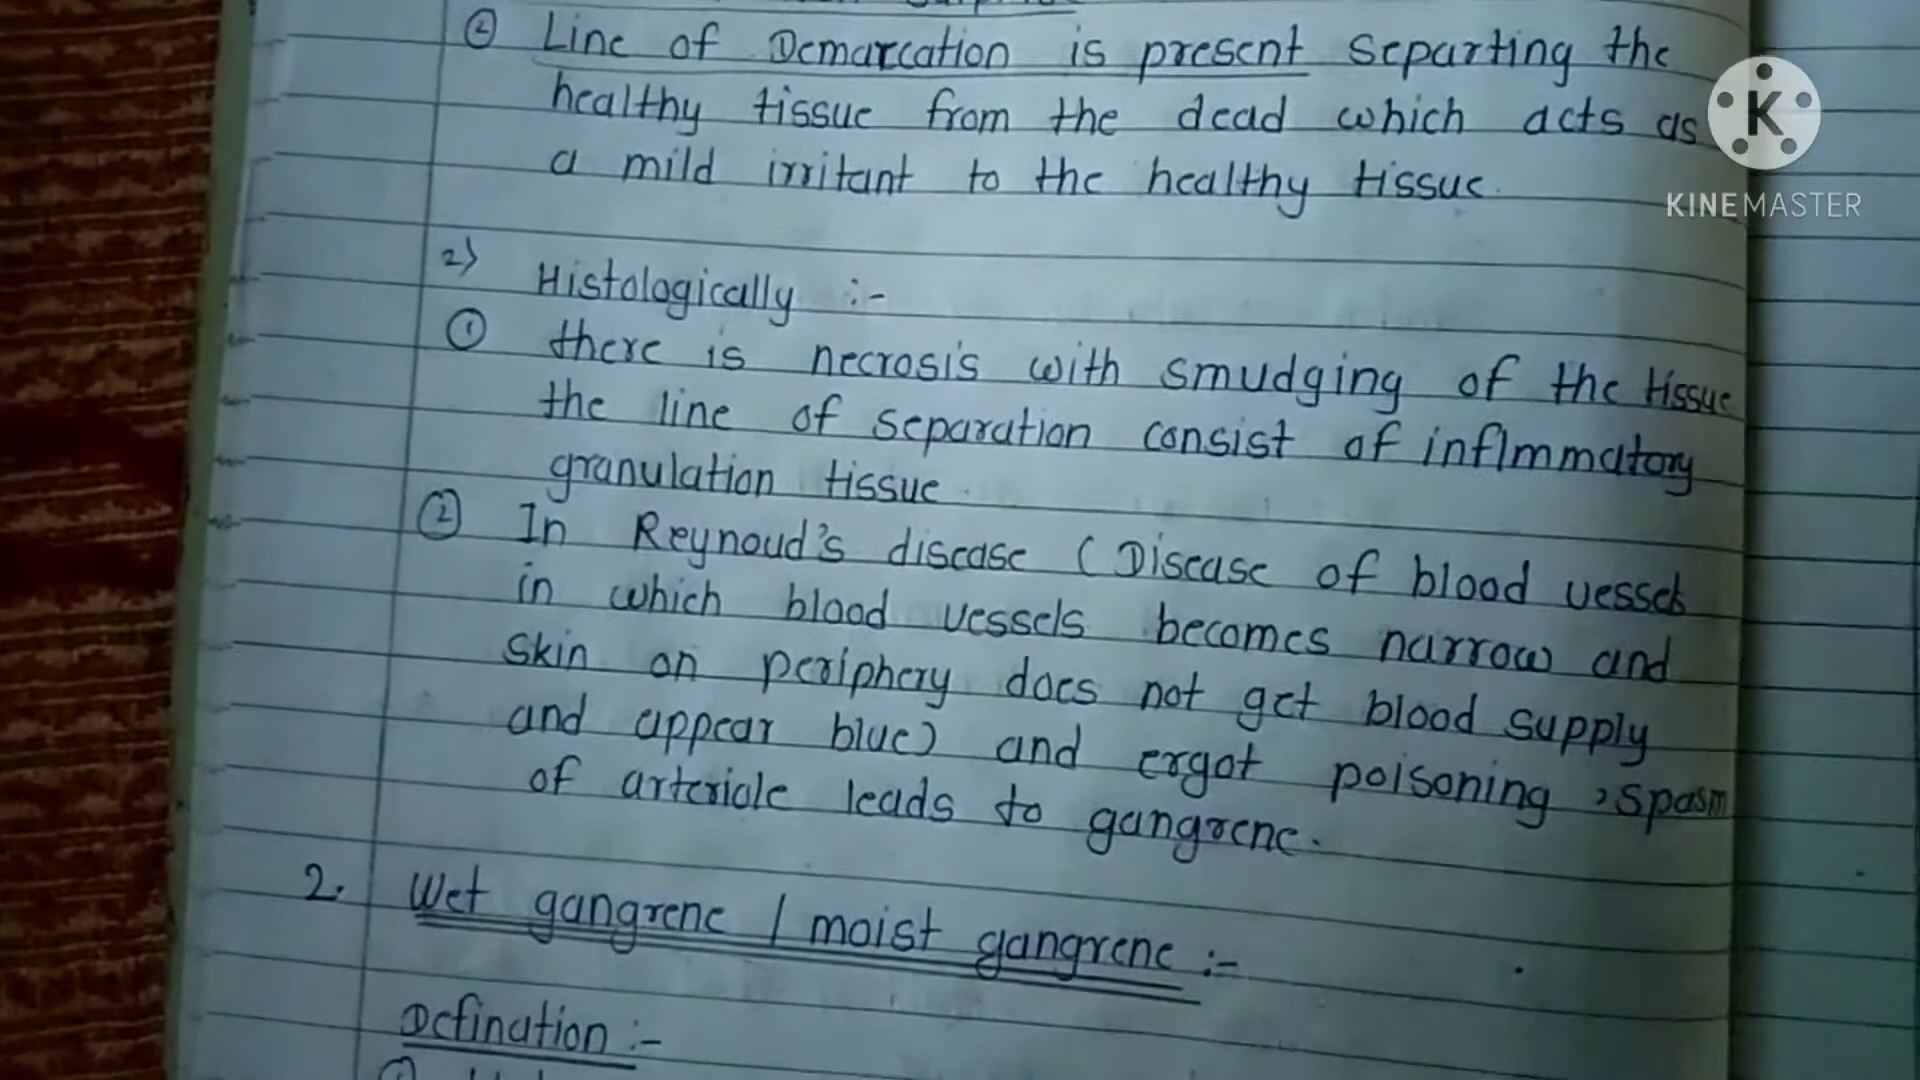 ② Line of Demarcation is present separting the
healthy tissue from the dead which acts as
a mild irritant to the healthy tissue.
2) Histologically :-
① there is necrosis with smudging of the tissue
the line of separation consist of inflmmatory
granulation tissue.
② In Reynoud's disease (Disease of blood vessels
in which blood vessels becomes narrow and
skin on periphery does not get blood supply
and appear blue) and ergot poisoning, spasm
of arteriole leads to gangrene.
2. Wet gangrene / moist gangrene :-
Defination :-
K
KINEMASTER